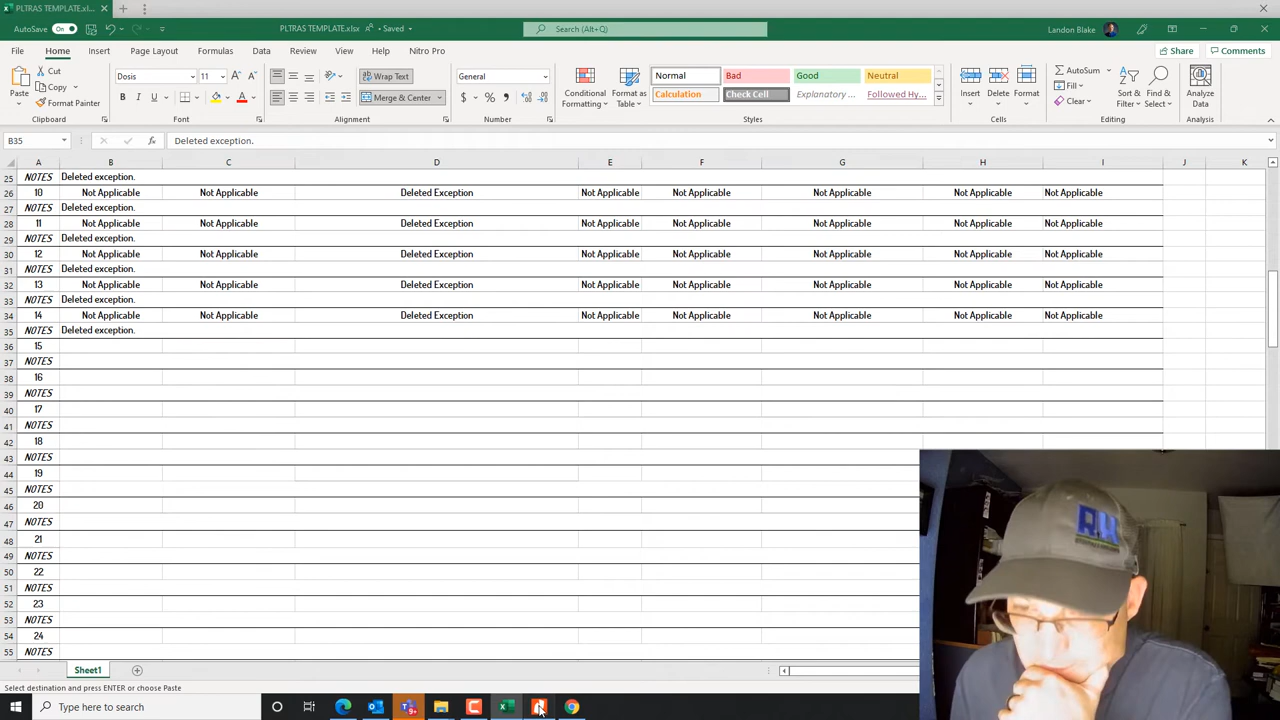 PLTRAS TEMPLATE.xl...
AutoSave On PLTRAS TEMPLATE.xlsx Saved Search (Alt+Q) Landon Blake
File Home Insert Page Layout Formulas Data Review View Help Nitro Pro Share Comments
Paste Cut Copy Format Painter Clipboard
Dosis 11 B I U Font
Wrap Text Merge & Center Alignment
General $ % Number
Conditional Formatting Format as Table Normal Bad Good Neutral
Calculation Check Cell Explanatory ... Followed Hy... Styles
Insert Delete Format Cells
AutoSum Fill Clear Sort & Filter Find & Select Editing
Analyze Data Analysis
B35 fx Deleted exception.
A B C D E F G H I J K
25 NOTES Deleted exception.
26 10 Not Applicable Not Applicable Deleted Exception Not Applicable Not Applicable Not Applicable Not Applicable Not Applicable
27 NOTES Deleted exception.
28 11 Not Applicable Not Applicable Deleted Exception Not Applicable Not Applicable Not Applicable Not Applicable Not Applicable
29 NOTES Deleted exception.
30 12 Not Applicable Not Applicable Deleted Exception Not Applicable Not Applicable Not Applicable Not Applicable Not Applicable
31 NOTES Deleted exception.
32 13 Not Applicable Not Applicable Deleted Exception Not Applicable Not Applicable Not Applicable Not Applicable Not Applicable
33 NOTES Deleted exception.
34 14 Not Applicable Not Applicable Deleted Exception Not Applicable Not Applicable Not Applicable Not Applicable Not Applicable
35 NOTES Deleted exception.
36 15
37 NOTES
38 16
39 NOTES
40 17
41 NOTES
42 18
43 NOTES
44 19
45 NOTES
46 20
47 NOTES
48 21
49 NOTES
50 22
51 NOTES
52 23
53 NOTES
54 24
55 NOTES
Sheet1
Select destination and press ENTER or choose Paste
Type here to search